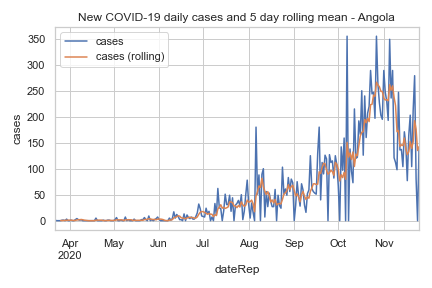 New COVID-19 daily cases and 5 day rolling mean - Angola
cases
cases (rolling)
350
300
250
200
150
100
50
0
cases
Apr May Jun Jul Aug Sep Oct Nov
2020
dateRep